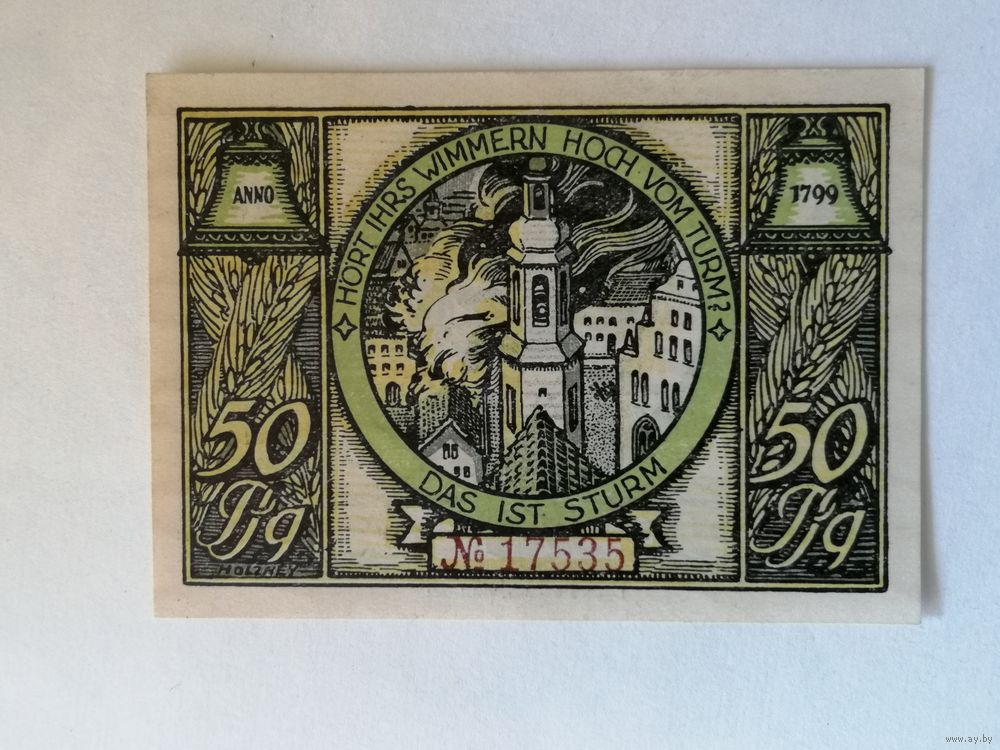 ANNO
1799
HÖRT IHRS WIMMERN HOCH VOM TURM?
DAS IST STURM
50
Pfg
50
Pfg
№ 17535
HOLZHEY
www.ay.by